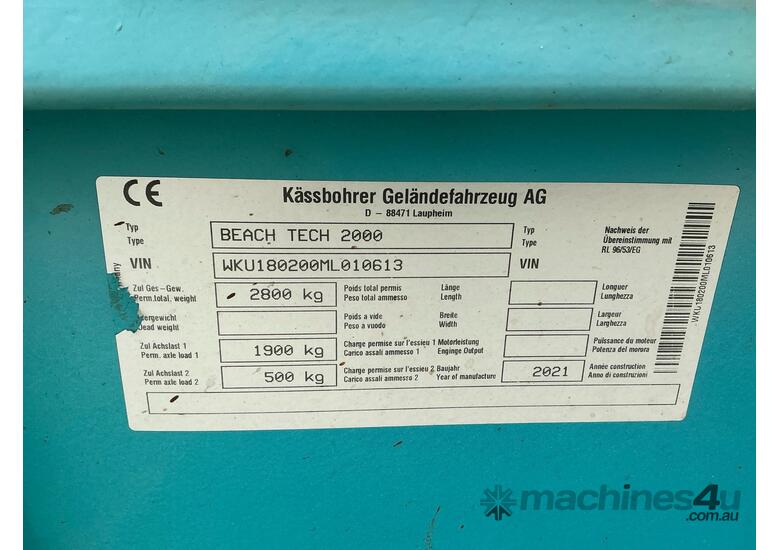 CE Kässbohrer Geländefahrzeug AG
D – 88471 Laupheim
Typ
Type
BEACH TECH 2000
Typ
Type
Nachweis der
Übereinstimmung mit
RL 96/53/EG
VIN WKU180200ML010613 VIN
Zul Ges-Gew.
Perm.total. weight
2800 kg
Poids total permis
Peso total ammesso
Länge
Length
Longuer
Lunghezza
ergewicht
ead weight
Poids a vide
Peso a vuodo
Breite
Width
Largeur
Larghezza
Zul Achslast 1
Perm. axle load 1
1900 kg
Charge permise sur l'essieu 1
Carico assali ammesso 1
Motorleistung
Enginge Output
Puissance du moteur
Potenza del morora
Zul Achslast 2
Perm axle load 2
500 kg
Charge permise sur l'essieu 2
Carico assali ammesso 2
Baujahr
Year of manufacture
2021
Année construction
Anno di construzioni
WKU180200ML010613
machines4u
.com.au